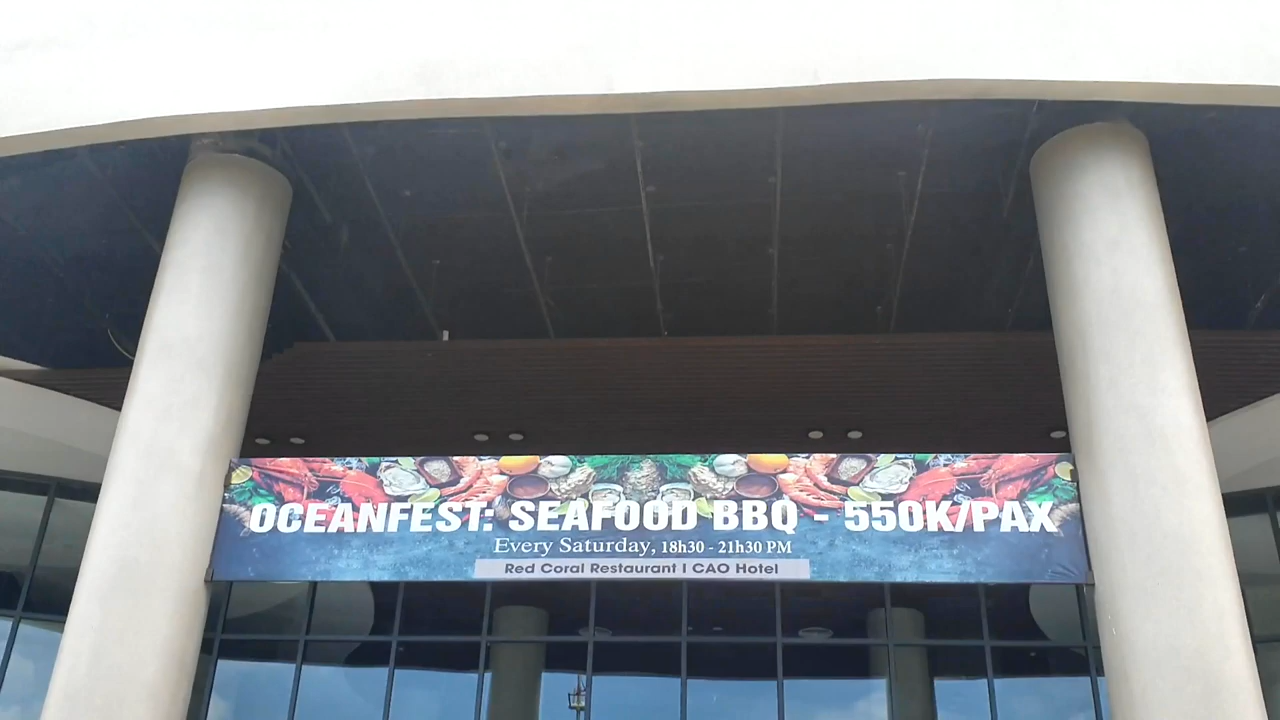 OCEANFEST: SEAFOOD BBQ - 550K/PAX
Every Saturday, 18h30 - 21h30 PM
Red Coral Restaurant I CAO Hotel